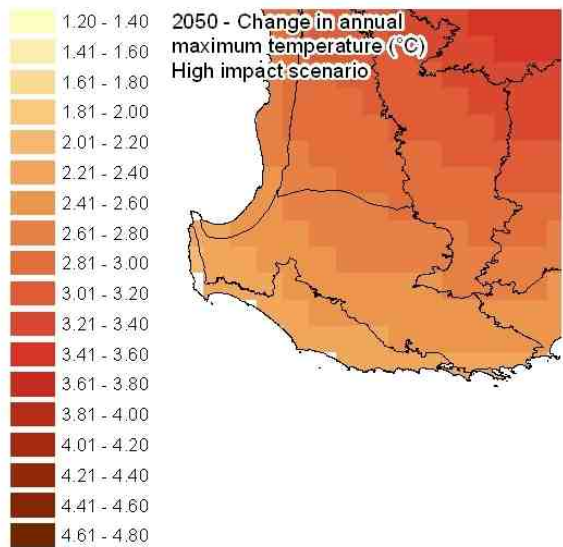 2050 - Change in annual
maximum temperature (°C)
High impact scenario
1.20 - 1.40
1.41 - 1.60
1.61 - 1.80
1.81 - 2.00
2.01 - 2.20
2.21 - 2.40
2.41 - 2.60
2.61 - 2.80
2.81 - 3.00
3.01 - 3.20
3.21 - 3.40
3.41 - 3.60
3.61 - 3.80
3.81 - 4.00
4.01 - 4.20
4.21 - 4.40
4.41 - 4.60
4.61 - 4.80